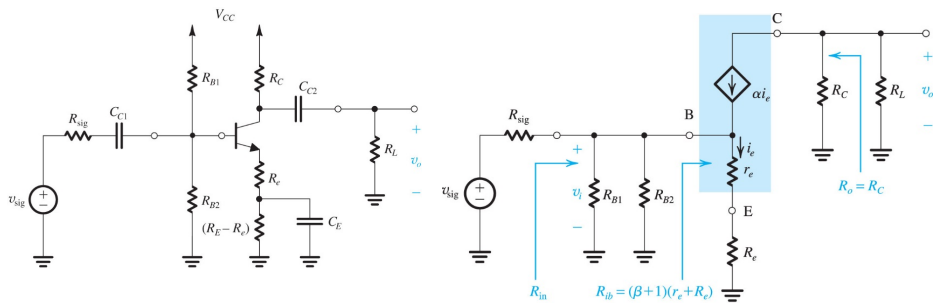 V_CC
R_B1
R_C
C_C2
C_C1
R_sig
+
v_o
−
R_L
R_e
+
−
v_sig
R_B2
(R_E − R_e)
C_E
C
αi_e
R_C
R_L
+
v_o
−
R_sig
B
i_e
r_e
R_o = R_C
+
v_i
−
R_B1
R_B2
+
−
v_sig
E
R_e
R_in
R_ib = (β + 1)(r_e + R_e)